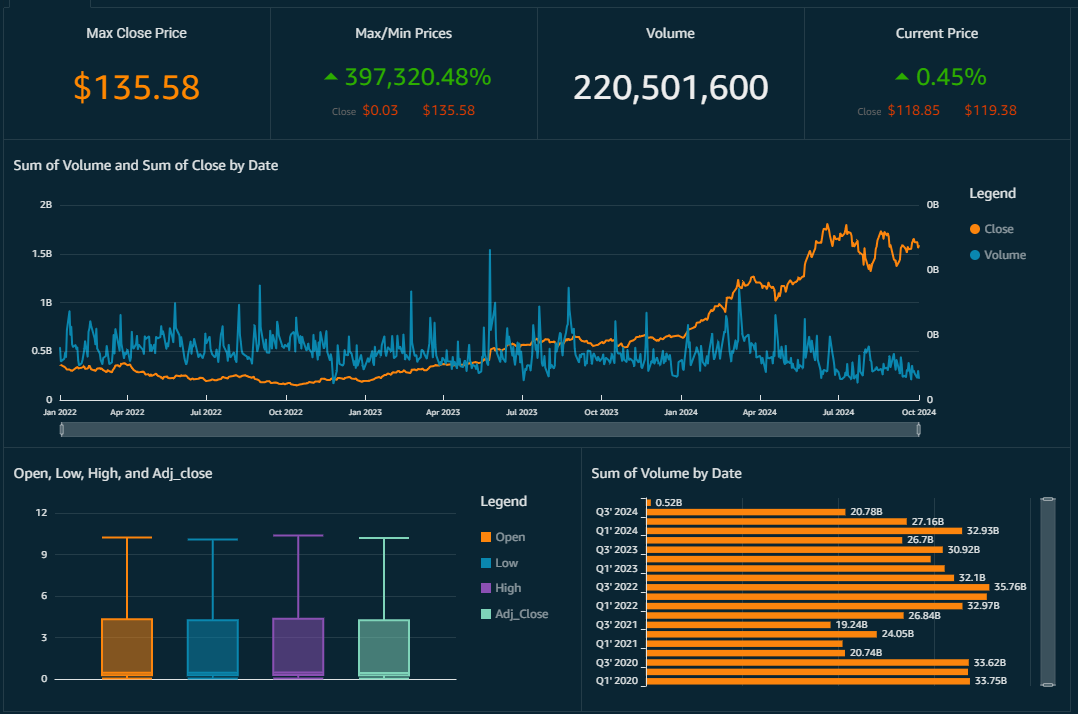 Max Close Price
$135.58
Max/Min Prices
397,320.48%
Close $0.03 $135.58
Volume
220,501,600
Current Price
0.45%
Close $118.85 $119.38
Sum of Volume and Sum of Close by Date
2B
1.5B
1B
0.5B
0
0B
0B
0B
0
Jan 2022 Apr 2022 Jul 2022 Oct 2022 Jan 2023 Apr 2023 Jul 2023 Oct 2023 Jan 2024 Apr 2024 Jul 2024 Oct 2024
Legend
Close
Volume
Open, Low, High, and Adj_close
12
9
6
3
0
Legend
Open
Low
High
Adj_Close
Sum of Volume by Date
0.52B
Q3' 2024 20.78B
27.16B
Q1' 2024 32.93B
26.7B
Q3' 2023 30.92B
Q1' 2023
32.1B
Q3' 2022 35.76B
Q1' 2022 32.97B
26.84B
Q3' 2021 19.24B
24.05B
Q1' 2021
20.74B
Q3' 2020 33.62B
Q1' 2020 33.75B